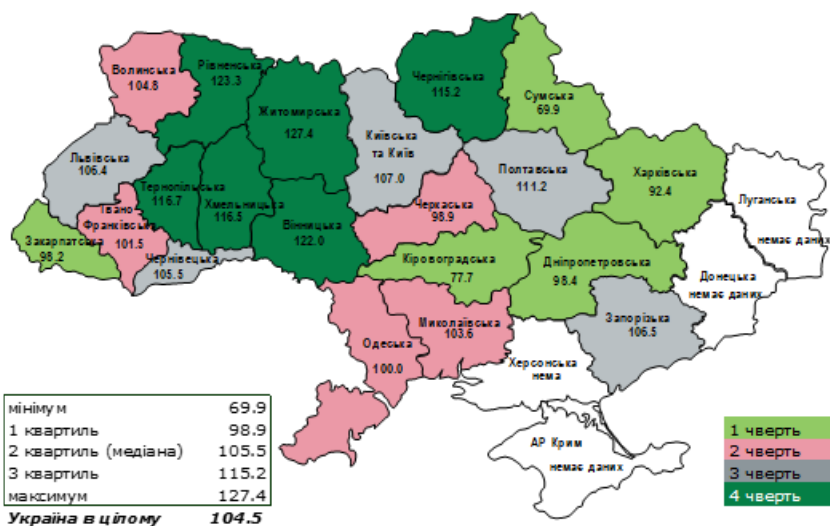 Волинська
104.8
Рівненська
123.3
Житомирська
127.4
Київська
та Київ
107.0
Чернігівська
115.2
Сумська
69.9
Львівська
106.4
Тернопільська
116.7
Хмельницька
116.5
Вінницька
122.0
Черкаська
98.9
Полтавська
111.2
Харківська
92.4
Луганська
немає даних
Закарпатська
98.2
Івано
Франківська
101.5
Чернівецька
105.5
Кіровоградська
77.7
Дніпропетровська
98.4
Донецька
немає даних
Одеська
100.0
Миколаївська
103.6
Запорізька
106.5
Херсонська
нема
АР Крим
немає даних
мінімум 69.9
1 квартиль 98.9
2 квартиль (медіана) 105.5
3 квартиль 115.2
максимум 127.4
Україна в цілому 104.5
1 чверть
2 чверть
3 чверть
4 чверть